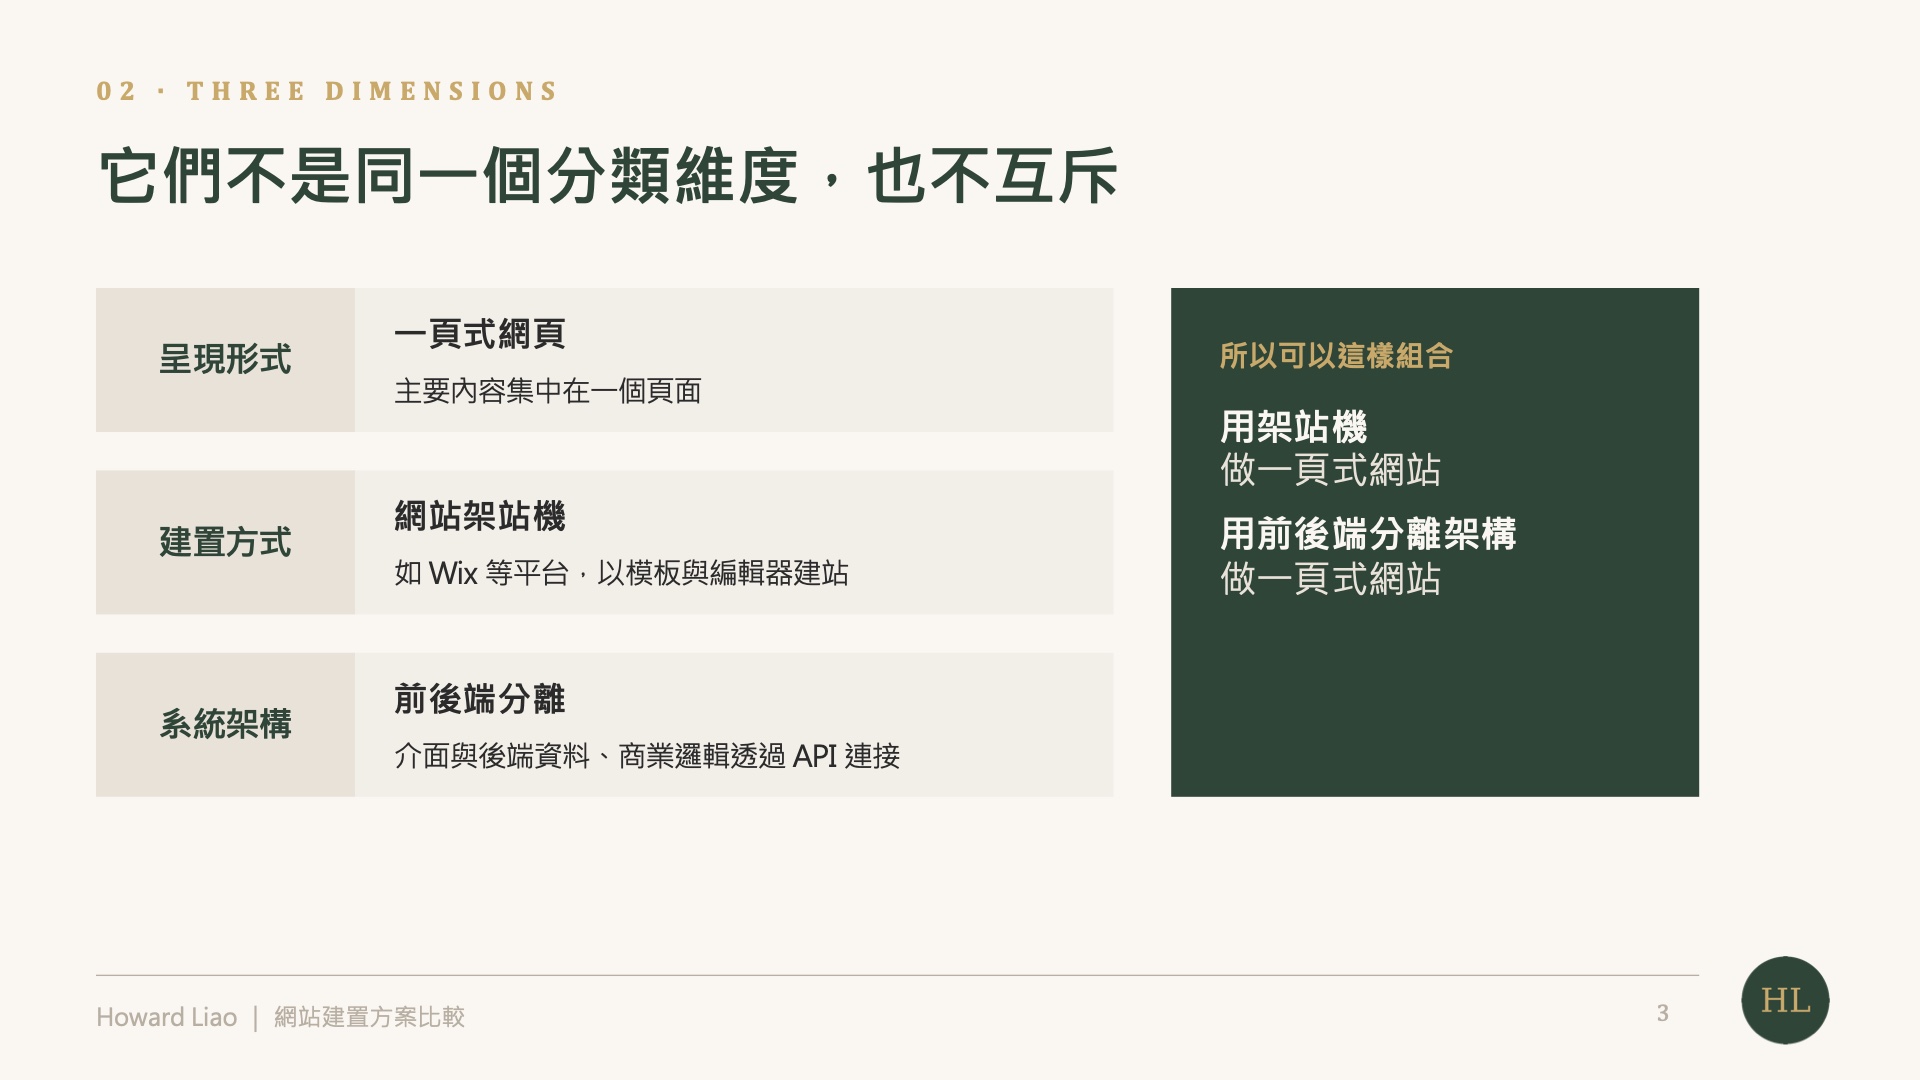 02 · THREE DIMENSIONS
它們不是同一個分類維度，也不互斥
呈現形式
一頁式網頁
主要內容集中在一個頁面
建置方式
網站架站機
如 Wix 等平台，以模板與編輯器建站
系統架構
前後端分離
介面與後端資料、商業邏輯透過 API 連接
所以可以這樣組合
用架站機
做一頁式網站
用前後端分離架構
做一頁式網站
Howard Liao ｜ 網站建置方案比較
3
HL